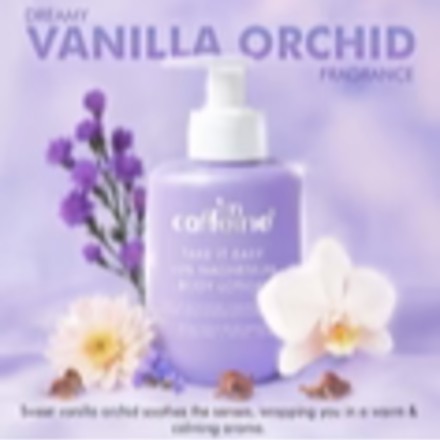 DREAMY
VANILLA ORCHID
FRAGRANCE
mcaffeine
TAKE IT EASY
MAGNESIUM
BODY LOTION
Sweet vanilla orchid soothes the senses, wrapping you in a warm &
calming aroma.